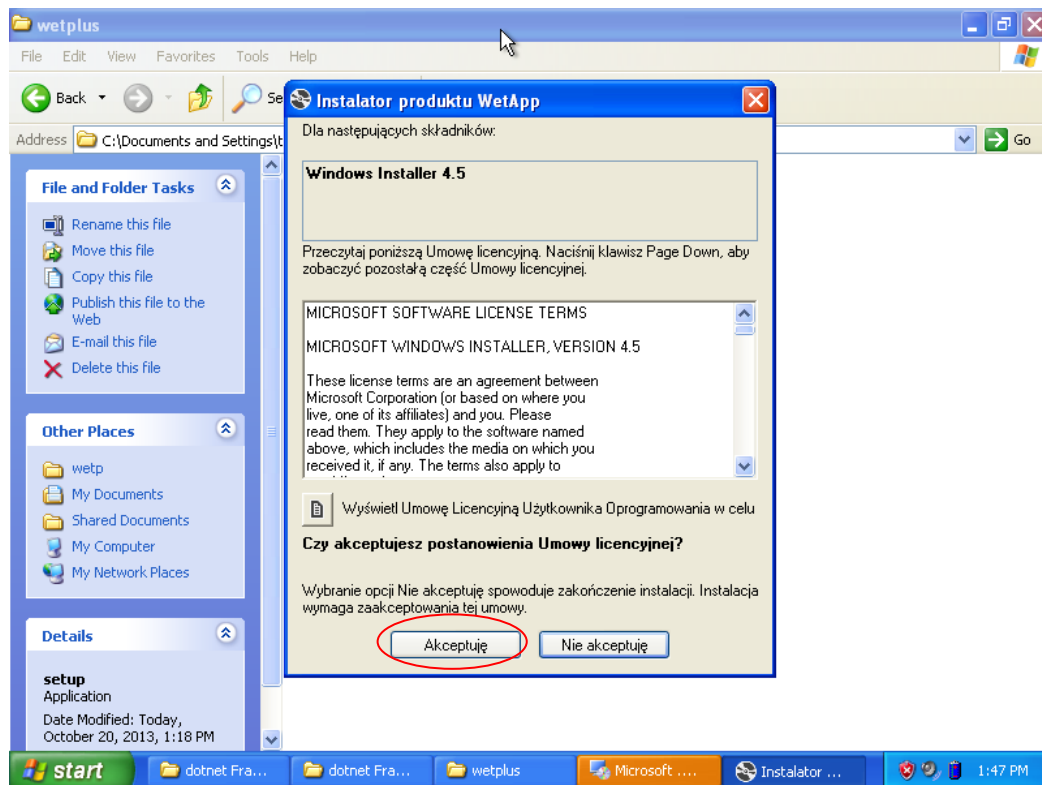 wetplus
File Edit View Favorites Tools Help
Back
Se
Address C:\Documents and Settings\t
Go
File and Folder Tasks
Rename this file
Move this file
Copy this file
Publish this file to the
Web
E-mail this file
Delete this file
Other Places
wetp
My Documents
Shared Documents
My Computer
My Network Places
Details
setup
Application
Date Modified: Today,
October 20, 2013, 1:18 PM
Instalator produktu WetApp
Dla następujących składników:
Windows Installer 4.5
Przeczytaj poniższą Umowę licencyjną. Naciśnij klawisz Page Down, aby
zobaczyć pozostałą część Umowy licencyjnej.
MICROSOFT SOFTWARE LICENSE TERMS
MICROSOFT WINDOWS INSTALLER, VERSION 4.5
These license terms are an agreement between
Microsoft Corporation (or based on where you
live, one of its affiliates) and you. Please
read them. They apply to the software named
above, which includes the media on which you
received it, if any. The terms also apply to
Wyświetl Umowę Licencyjną Użytkownika Oprogramowania w celu
Czy akceptujesz postanowienia Umowy licencyjnej?
Wybranie opcji Nie akceptuję spowoduje zakończenie instalacji. Instalacja
wymaga zaakceptowania tej umowy.
Akceptuję Nie akceptuję
start dotnet Fra... dotnet Fra... wetplus Microsoft .... Instalator ... 1:47 PM